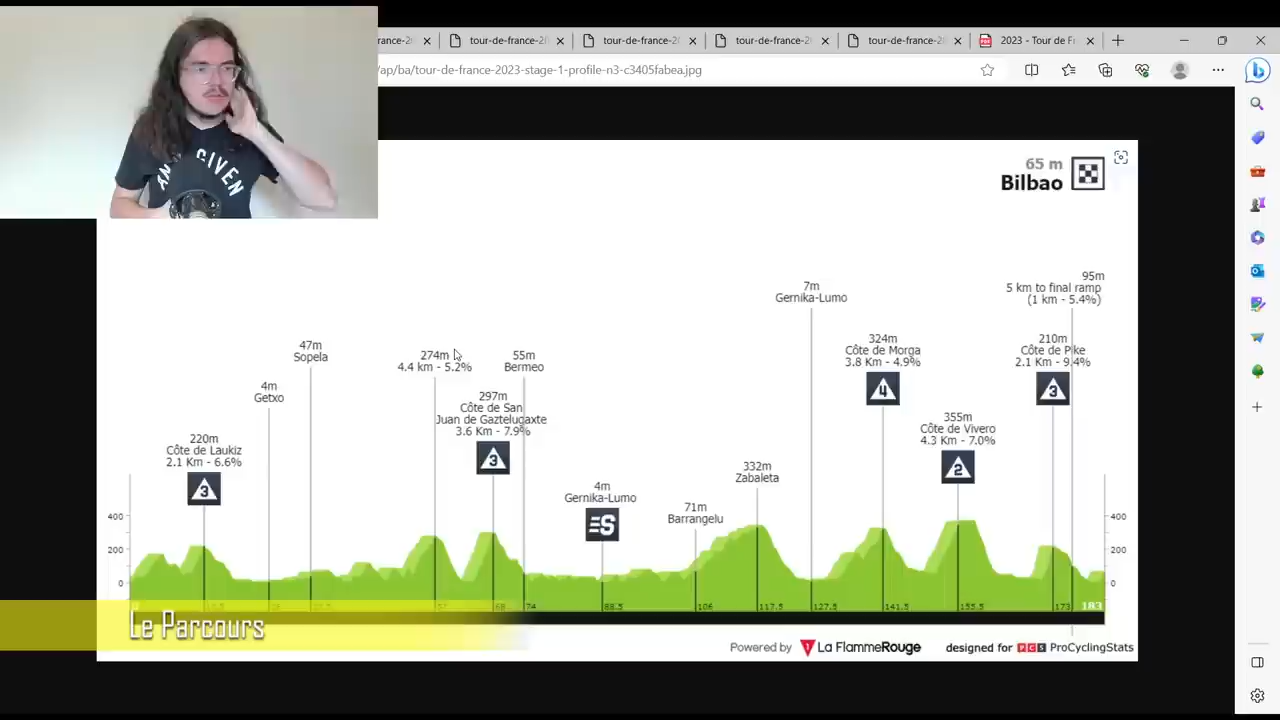 rance-2
tour-de-france-2
tour-de-france-2
tour-de-france-2
tour-de-france-2
2023 - Tour de F
/ap/ba/tour-de-france-2023-stage-1-profile-n3-c3405fabea.jpg
ANY GIVEN
65 m
Bilbao
95m
5 km to final ramp
(1 km - 5.4%)
7m
Gernika-Lumo
324m
Côte de Morga
3.8 Km - 4.9%
4
210m
Côte de Pike
2.1 Km - 9.4%
3
47m
Sopela
274m
4.4 km - 5.2%
55m
Bermeo
4m
Getxo
297m
Côte de San
Juan de Gaztelugaxte
3.6 Km - 7.9%
3
355m
Côte de Vivero
4.3 Km - 7.0%
2
220m
Côte de Laukiz
2.1 Km - 6.6%
3
4m
Gernika-Lumo
S
71m
Barrangelu
332m
Zabaleta
400
200
0
400
200
0
68
74
88.5
106
117.5
127.5
141.5
155.5
173
183
Le Parcours
Powered by La FlammeRouge designed for PCS ProCyclingStats